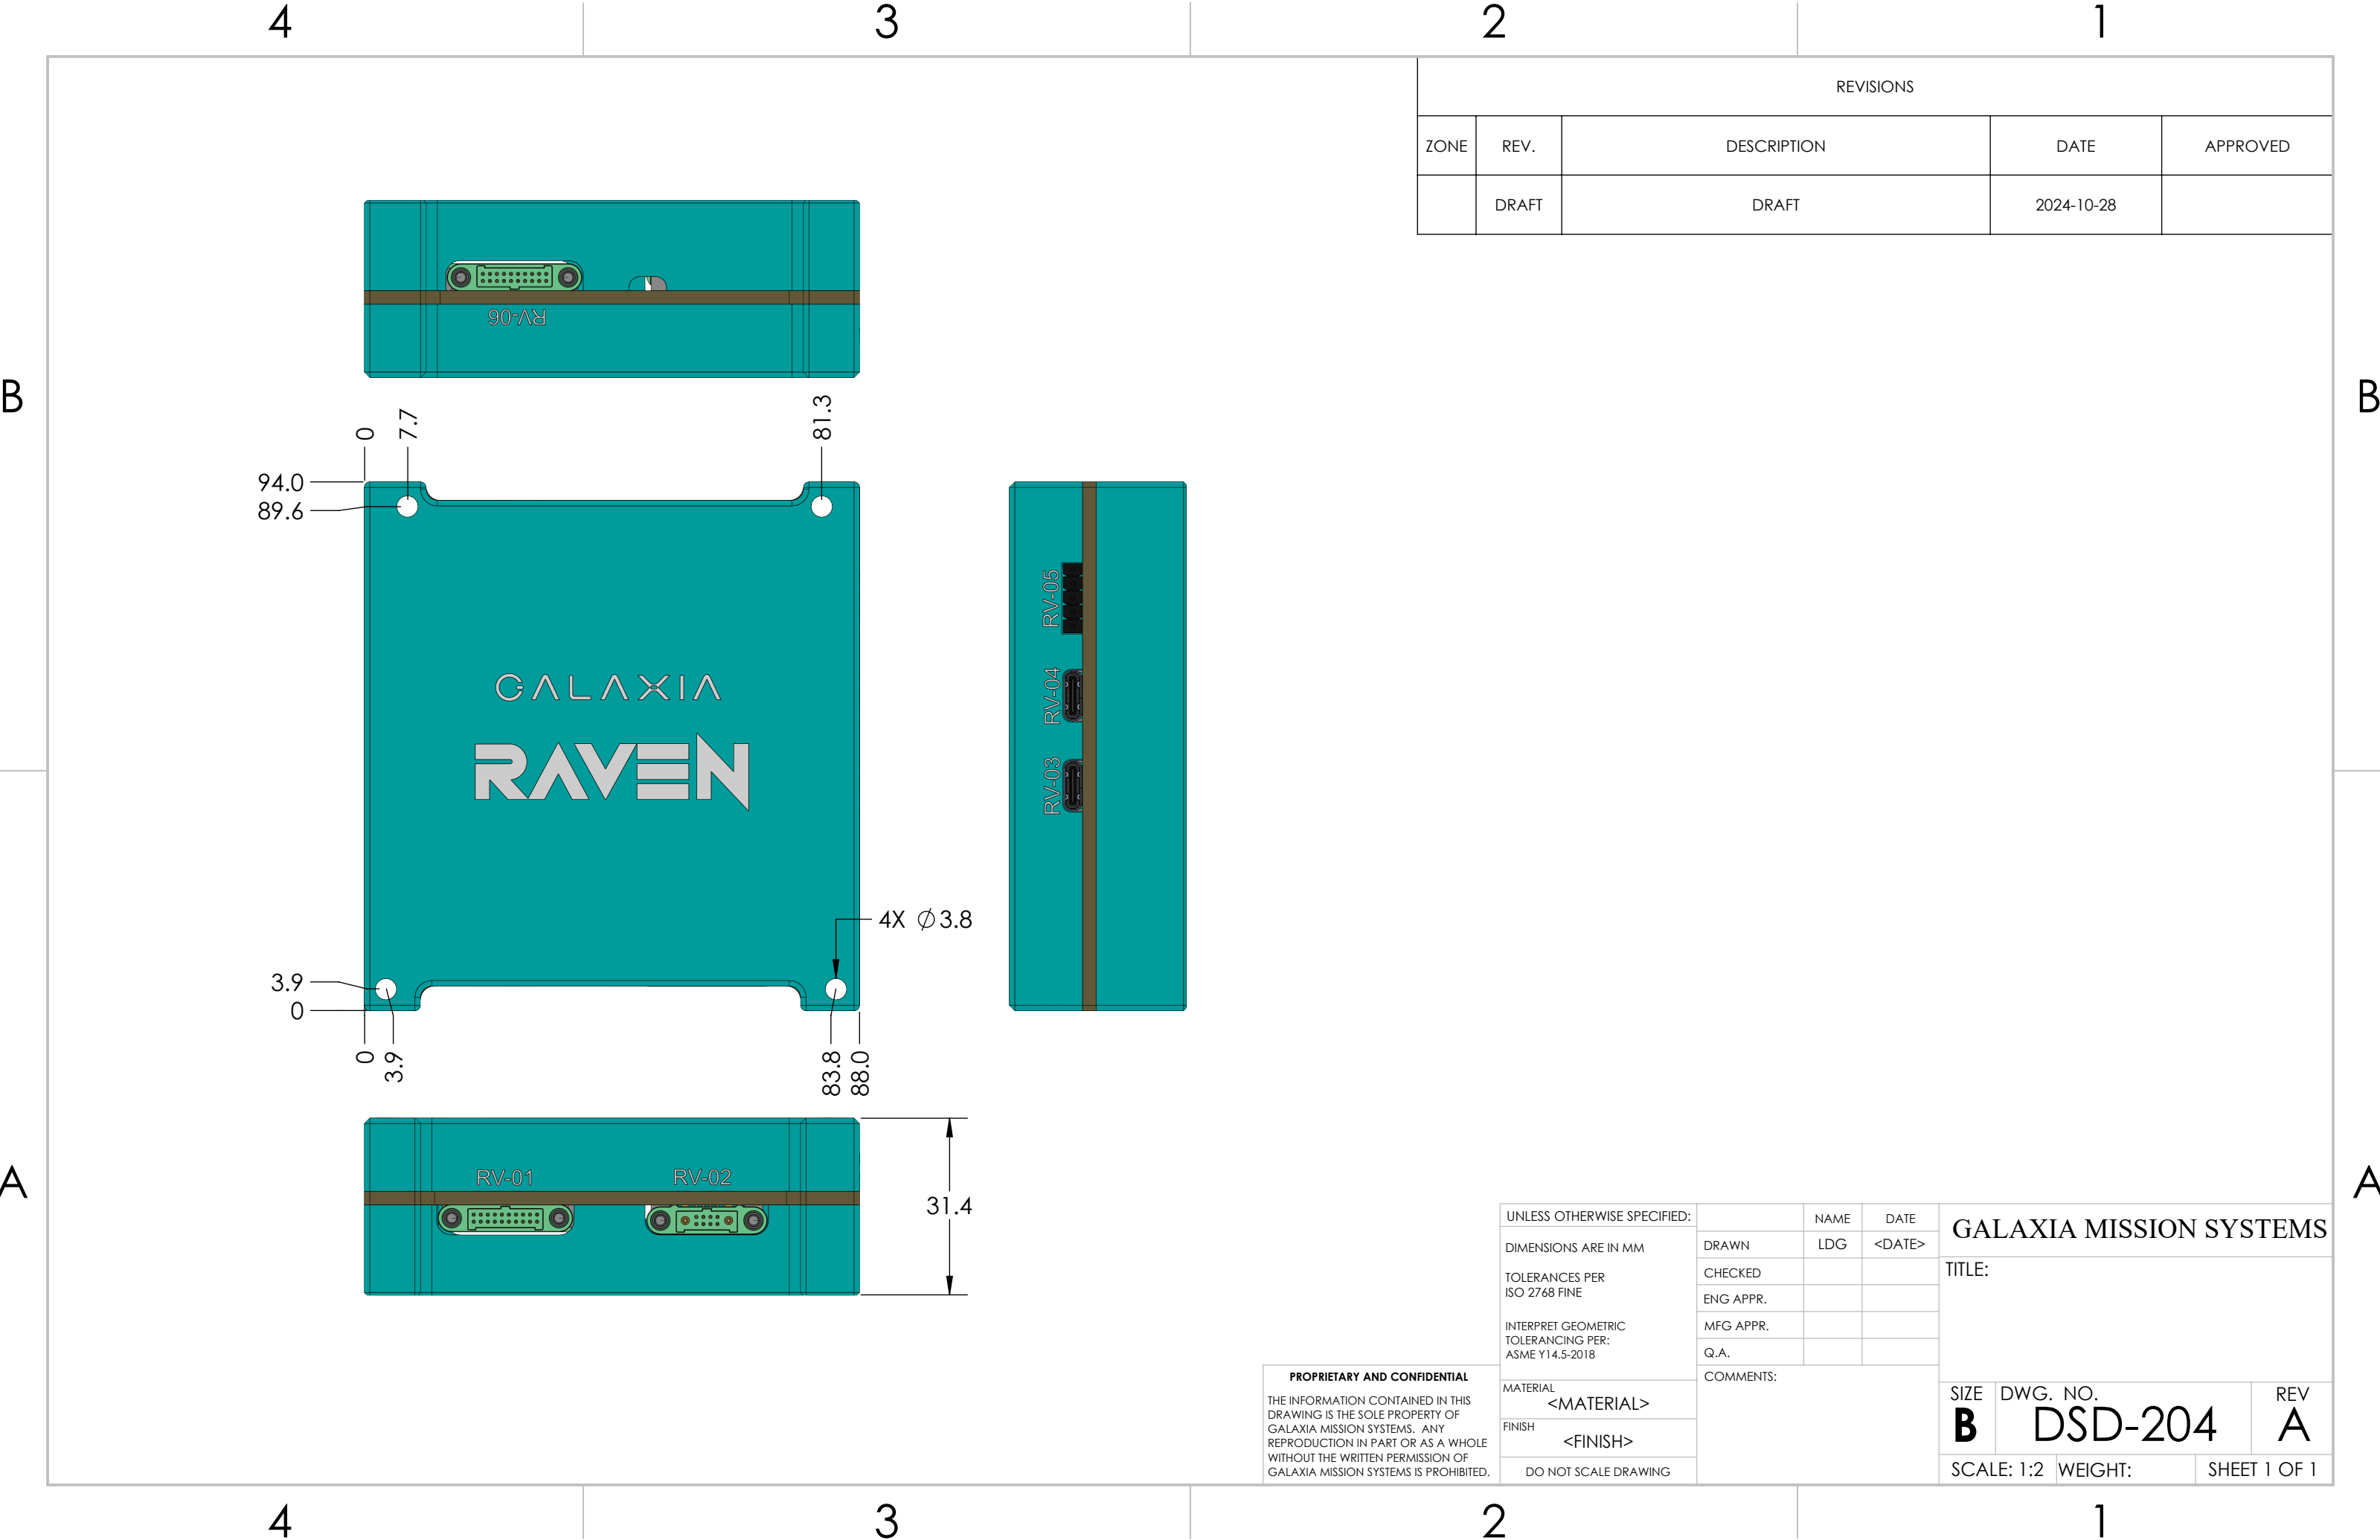 4 3 2 1
REVISIONS
ZONE REV. DESCRIPTION DATE APPROVED
DRAFT DRAFT 2024-10-28
RV-06
B B
0 7.7 81.3
94.0
89.6
RV-05
RV-04
RV-03
GALAXIA
RAVEN
4X ∅3.8
3.9
0
0 3.9 83.8 88.0
RV-01 RV-02
31.4
A A
UNLESS OTHERWISE SPECIFIED:
DIMENSIONS ARE IN MM
TOLERANCES PER
ISO 2768 FINE
INTERPRET GEOMETRIC
TOLERANCING PER:
ASME Y14.5-2018
MATERIAL
<MATERIAL>
FINISH
<FINISH>
DO NOT SCALE DRAWING
NAME DATE
DRAWN LDG <DATE>
CHECKED
ENG APPR.
MFG APPR.
Q.A.
COMMENTS:
GALAXIA MISSION SYSTEMS
TITLE:
SIZE DWG. NO. REV
B DSD-204 A
SCALE: 1:2 WEIGHT: SHEET 1 OF 1
PROPRIETARY AND CONFIDENTIAL
THE INFORMATION CONTAINED IN THIS
DRAWING IS THE SOLE PROPERTY OF
GALAXIA MISSION SYSTEMS. ANY
REPRODUCTION IN PART OR AS A WHOLE
WITHOUT THE WRITTEN PERMISSION OF
GALAXIA MISSION SYSTEMS IS PROHIBITED.
4 3 2 1